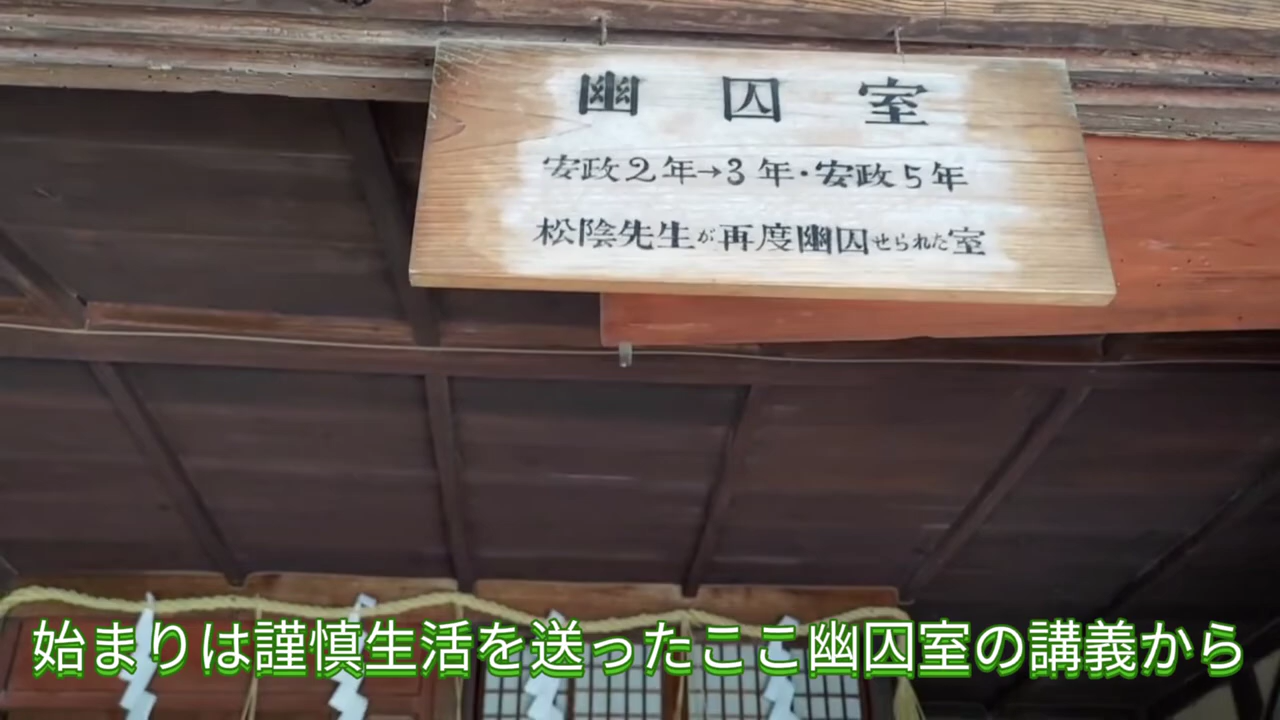 幽囚室
安政2年→3年・安政5年
松陰先生が再度幽囚せられた室
始まりは謹慎生活を送ったここ幽囚室の講義から